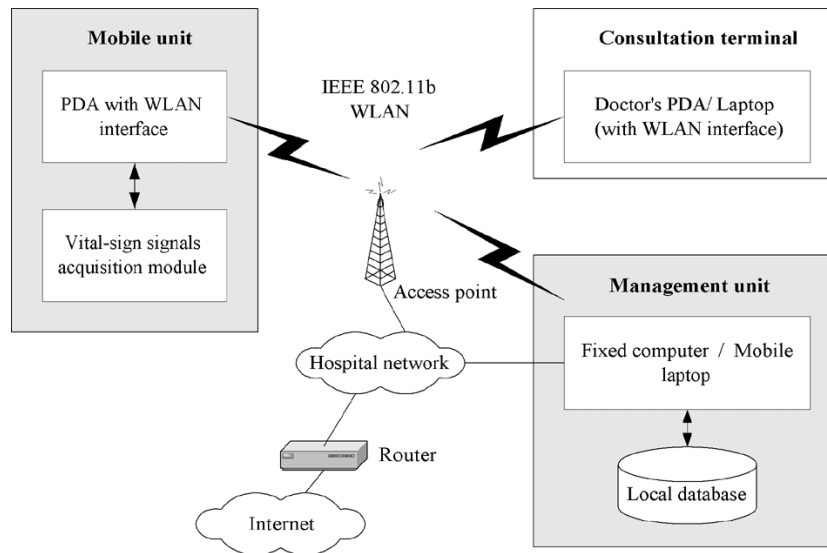 Mobile unit
PDA with WLAN
interface
Vital-sign signals
acquisition module
IEEE 802.11b
WLAN
Consultation terminal
Doctor's PDA/ Laptop
(with WLAN interface)
Access point
Management unit
Fixed computer / Mobile
laptop
Local database
Hospital network
Router
Internet